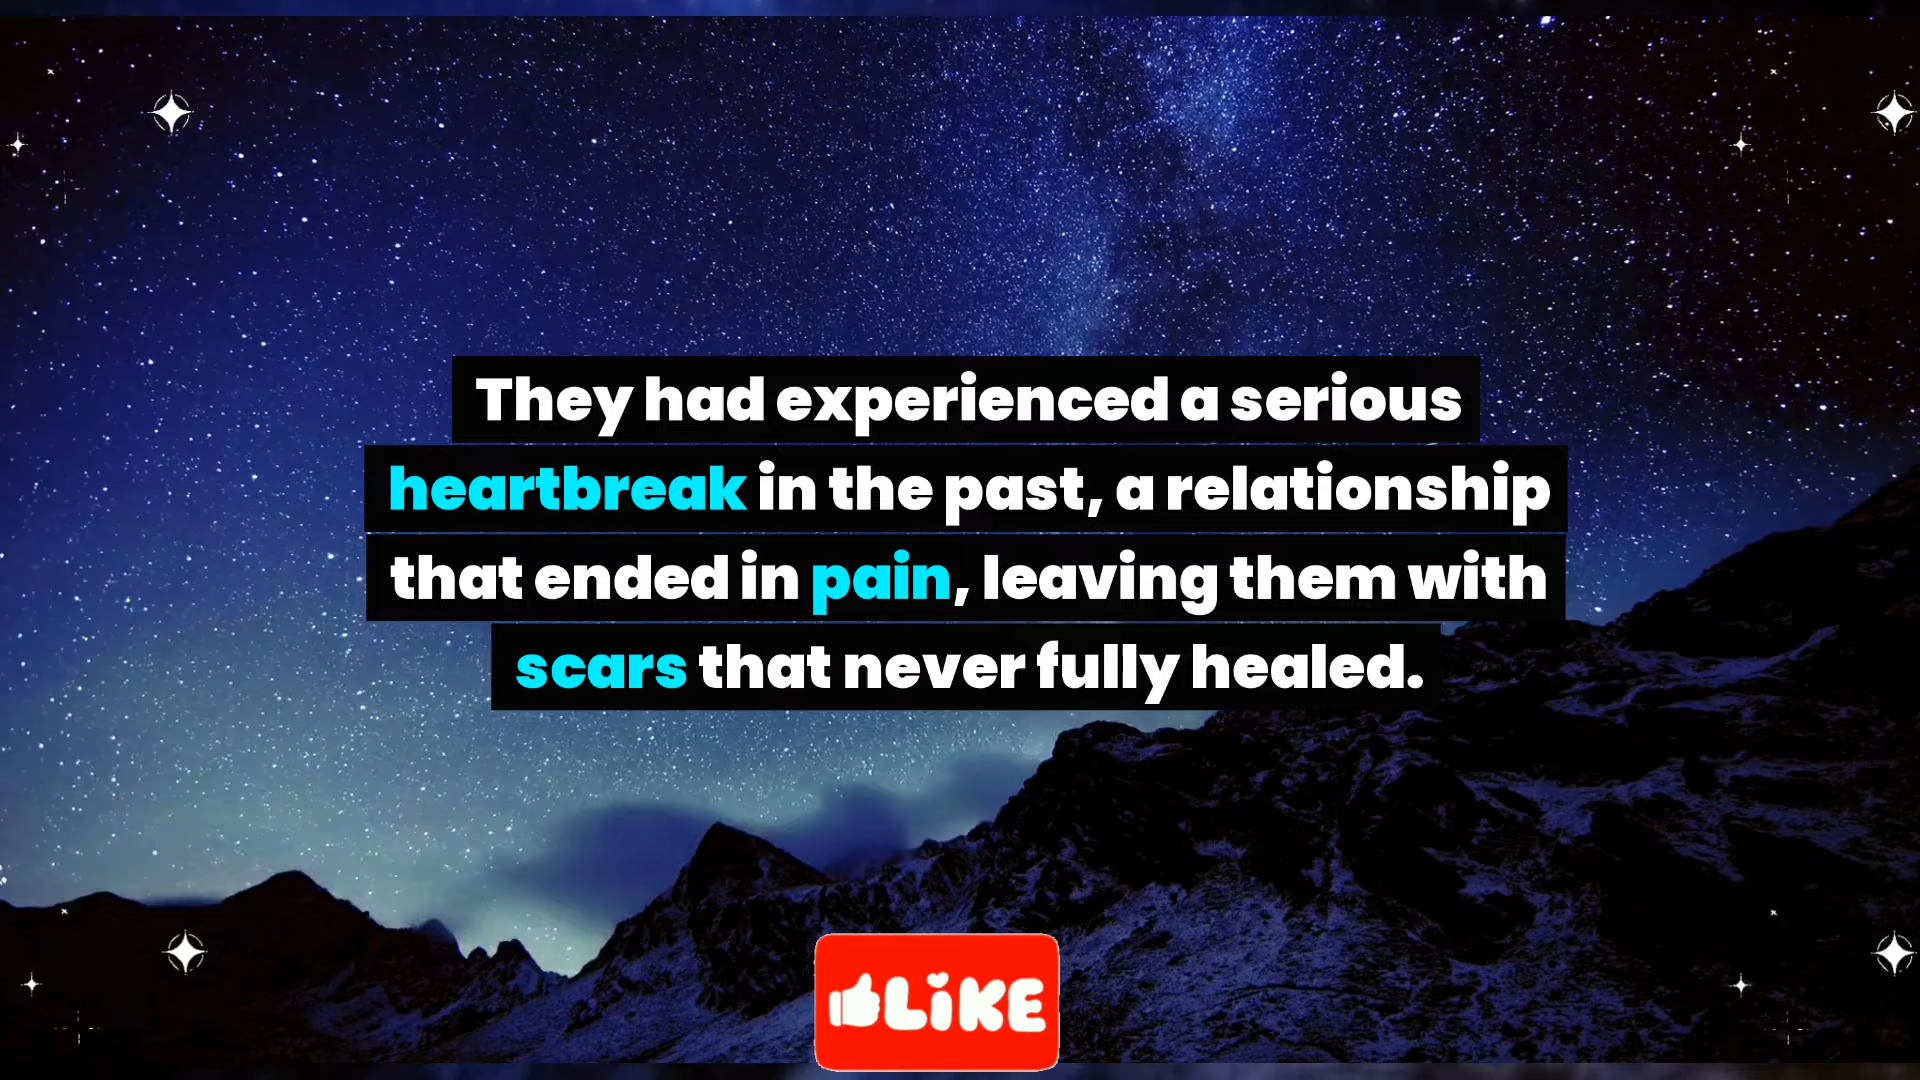 They had experienced a serious
heartbreak in the past, a relationship
that ended in pain, leaving them with
scars that never fully healed.
LiKE